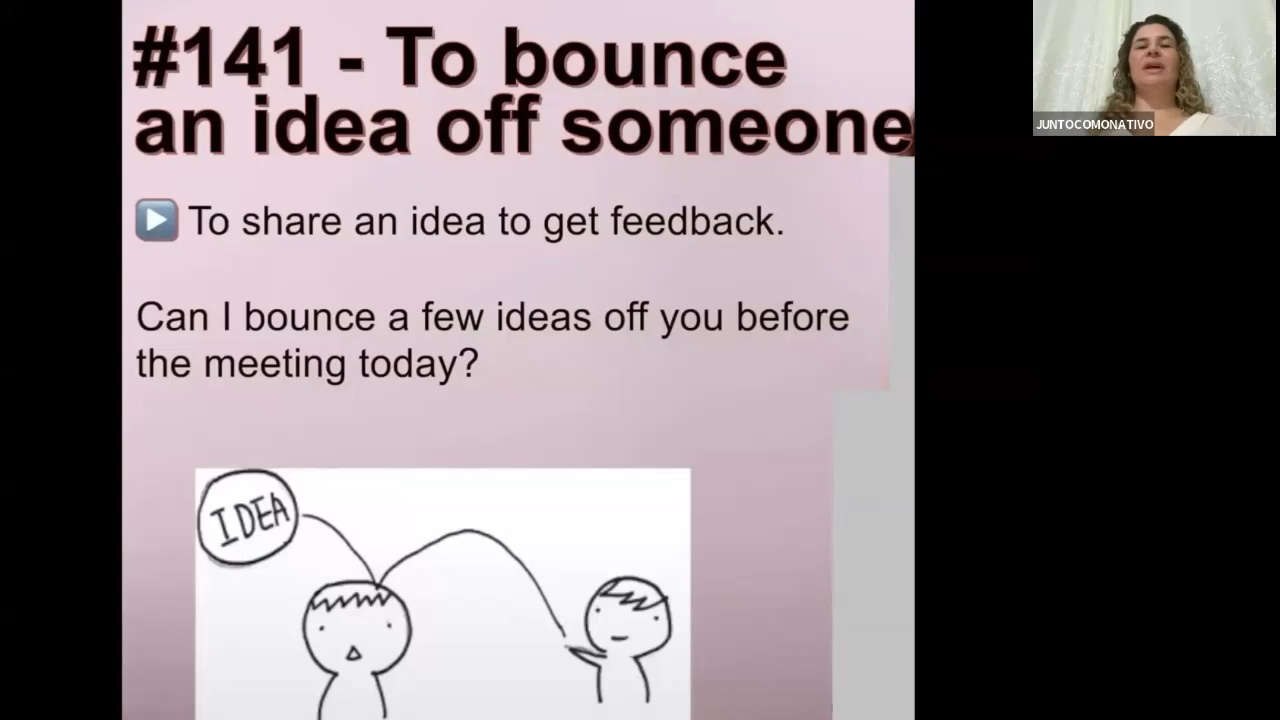 #141 - To bounce
an idea off someone
JUNTOCOMONATIVO
To share an idea to get feedback.
Can I bounce a few ideas off you before
the meeting today?
IDEA